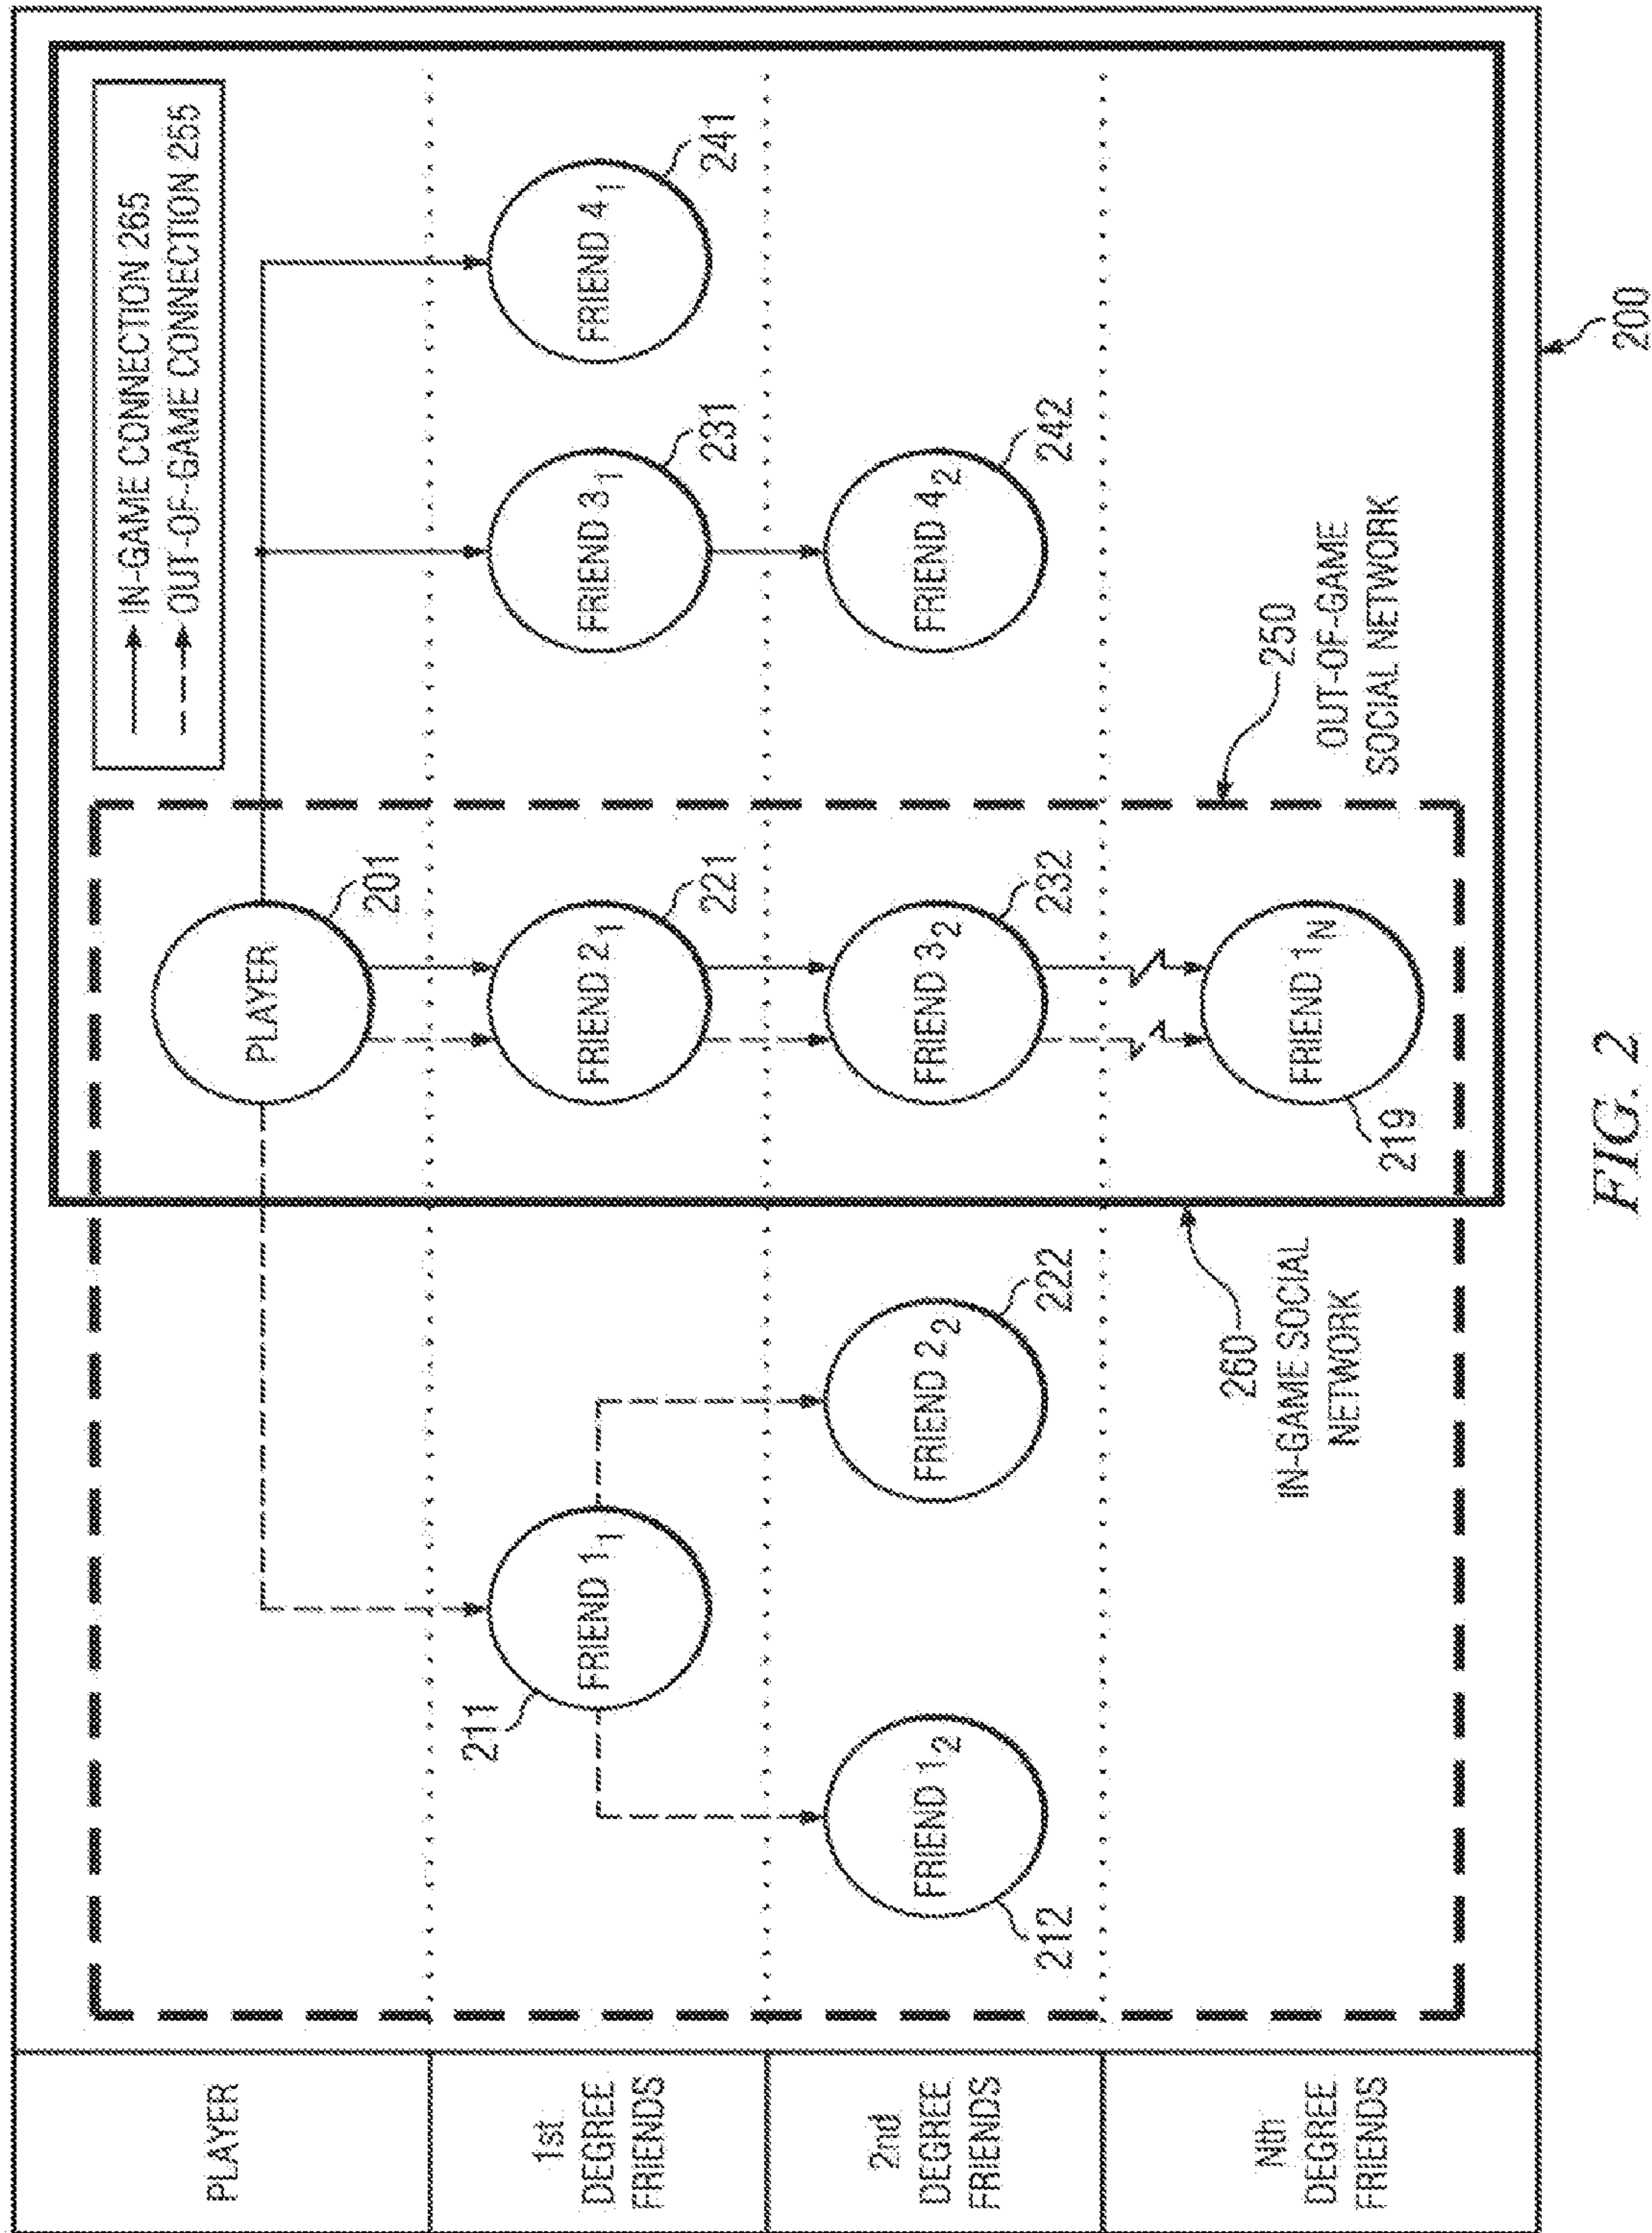 IN-GAME CONNECTION 265
OUT-OF-GAME CONNECTION 255
PLAYER
PLAYER
201
1st
DEGREE
FRIENDS
211
FRIEND 1₁
FRIEND 2₁
221
FRIEND 3₁
231
FRIEND 4₁
241
2nd
DEGREE
FRIENDS
212
FRIEND 1₂
FRIEND 2₂
222
FRIEND 3₂
232
FRIEND 4₂
242
Nth
DEGREE
FRIENDS
260
IN-GAME SOCIAL
NETWORK
219
FRIEND 1N
250
OUT-OF-GAME
SOCIAL NETWORK
200
FIG. 2